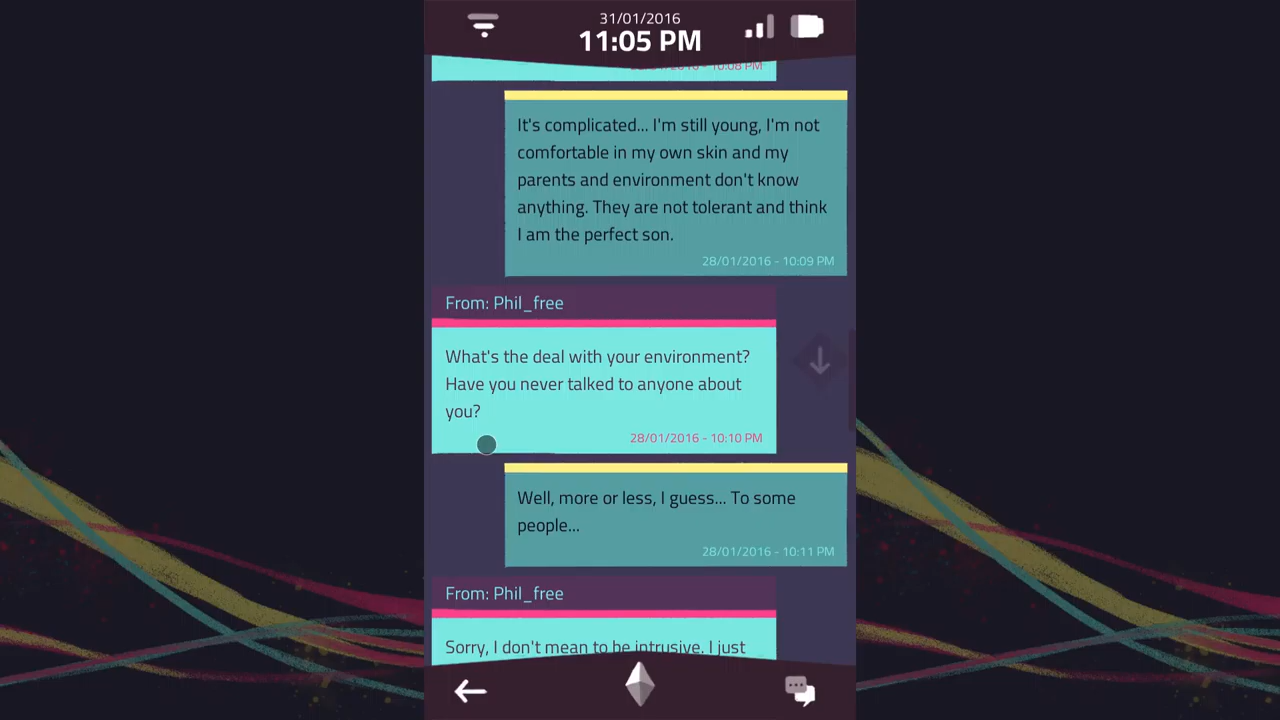 31/01/2016
11:05 PM
It's complicated... I'm still young, I'm not
comfortable in my own skin and my
parents and environment don't know
anything. They are not tolerant and think
I am the perfect son.
28/01/2016 - 10:09 PM
From: Phil_free
What's the deal with your environment?
Have you never talked to anyone about
you?
28/01/2016 - 10:10 PM
Well, more or less, I guess... To some
people...
28/01/2016 - 10:11 PM
From: Phil_free
Sorry, I don't mean to be intrusive. I just